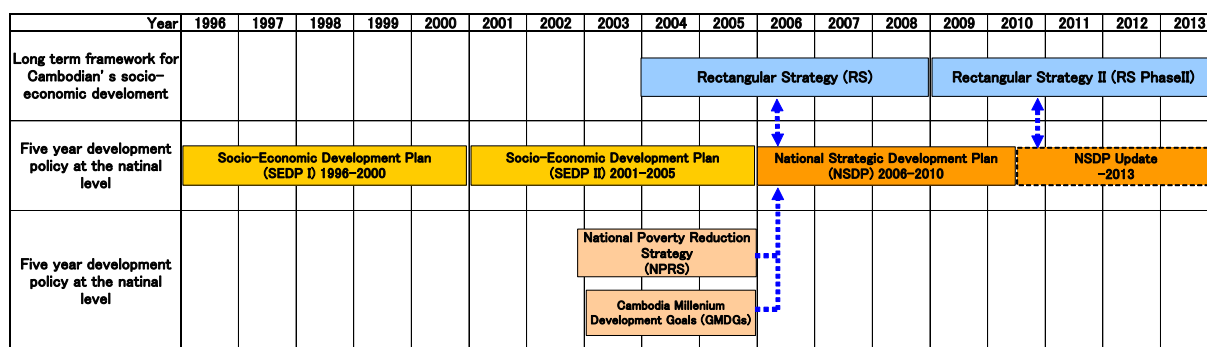 Year 1996 1997 1998 1999 2000 2001 2002 2003 2004 2005 2006 2007 2008 2009 2010 2011 2012 2013
Long term framework for
Cambodian's socio-
economic develoment
Rectangular Strategy (RS)
Rectangular Strategy II (RS PhaseII)
Five year development
policy at the natinal
level
Socio-Economic Development Plan
(SEDP I) 1996-2000
Socio-Economic Development Plan
(SEDP II) 2001-2005
National Strategic Development Plan
(NSDP) 2006-2010
NSDP Update
-2013
Five year development
policy at the natinal
level
National Poverty Reduction
Strategy
(NPRS)
Cambodia Millenium
Development Goals (GMDGs)